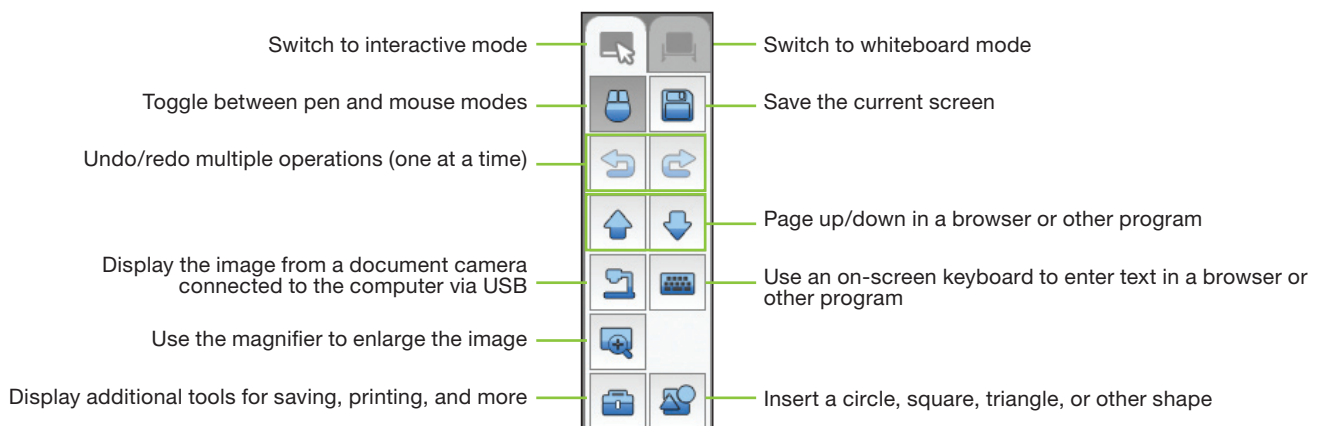 Switch to interactive mode
Switch to whiteboard mode
Toggle between pen and mouse modes
Save the current screen
Undo/redo multiple operations (one at a time)
Page up/down in a browser or other program
Display the image from a document camera
connected to the computer via USB
Use an on-screen keyboard to enter text in a browser or
other program
Use the magnifier to enlarge the image
Display additional tools for saving, printing, and more
Insert a circle, square, triangle, or other shape